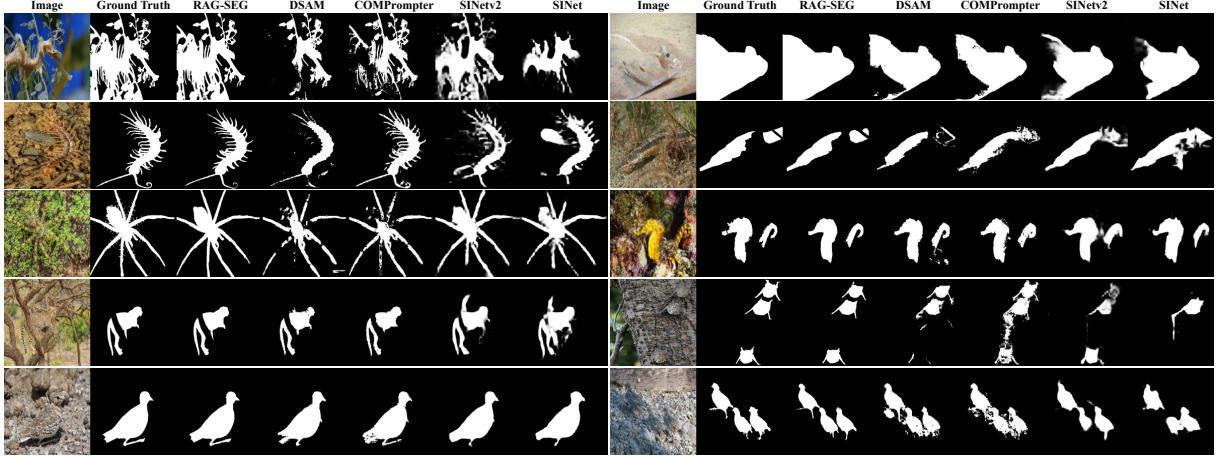 Image Ground Truth RAG-SEG DSAM COMPrompter SINetv2 SINet Image Ground Truth RAG-SEG DSAM COMPrompter SINetv2 SINet